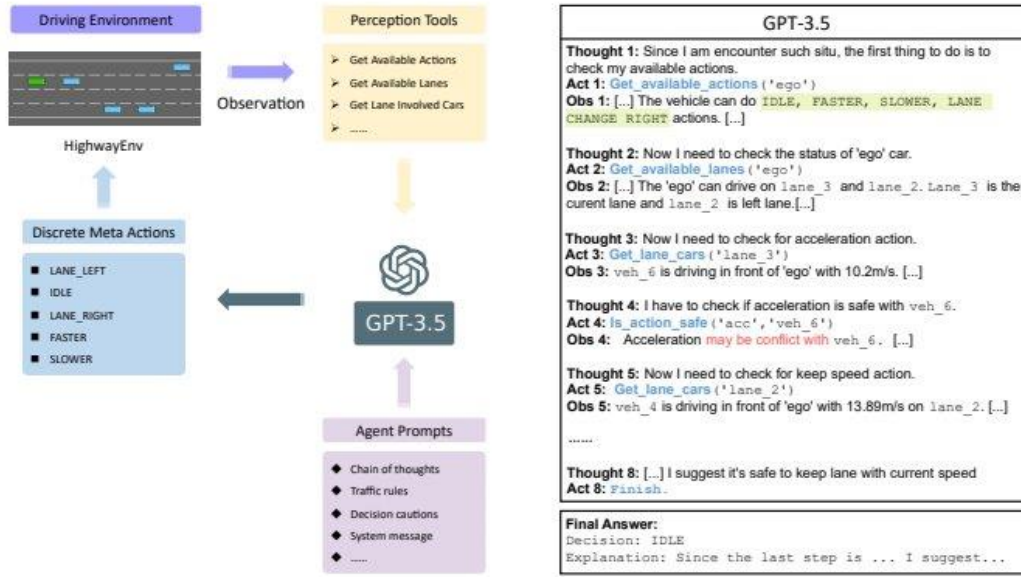 Driving Environment
HighwayEnv
Observation
Perception Tools
Get Available Actions
Get Available Lanes
Get Lane Involved Cars
......
Discrete Meta Actions
LANE_LEFT
IDLE
LANE_RIGHT
FASTER
SLOWER
GPT-3.5
Agent Prompts
Chain of thoughts
Traffic rules
Decision cautions
System message
......
GPT-3.5
Thought 1: Since I am encounter such situ, the first thing to do is to
check my available actions.
Act 1: Get_available_actions('ego')
Obs 1: [...] The vehicle can do IDLE, FASTER, SLOWER, LANE
CHANGE RIGHT actions. [...]
Thought 2: Now I need to check the status of 'ego' car.
Act 2: Get_available_lanes('ego')
Obs 2: [...] The 'ego' can drive on lane_3 and lane_2. Lane_3 is the
curent lane and lane_2 is left lane.[...]
Thought 3: Now I need to check for acceleration action.
Act 3: Get_lane_cars('lane_3')
Obs 3: veh_6 is driving in front of 'ego' with 10.2m/s. [...]
Thought 4: I have to check if acceleration is safe with veh_6.
Act 4: Is_action_safe('acc','veh_6')
Obs 4: Acceleration may be conflict with veh_6. [...]
Thought 5: Now I need to check for keep speed action.
Act 5: Get_lane_cars('lane_2')
Obs 5: veh_4 is driving in front of 'ego' with 13.89m/s on lane_2. [...]
......
Thought 8: [...] I suggest it's safe to keep lane with current speed
Act 8: Finish.
Final Answer:
Decision: IDLE
Explanation: Since the last step is ... I suggest...